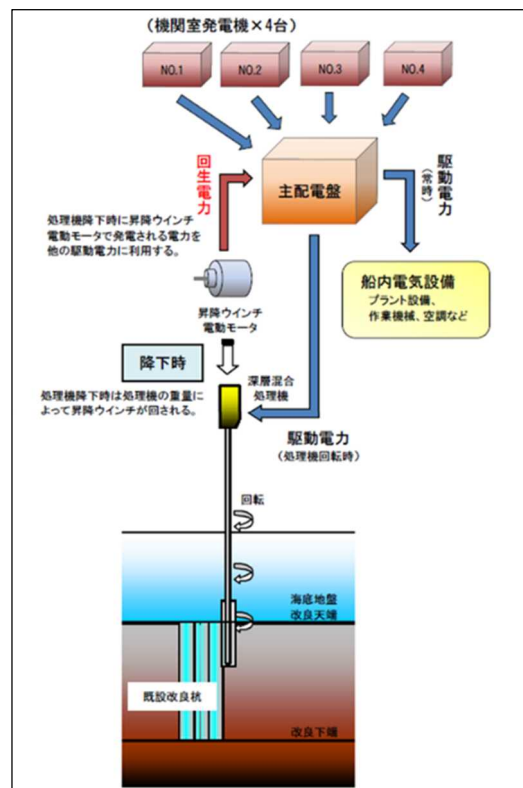 （機関室発電機×4台）
NO.1
NO.2
NO.3
NO.4
回生電力
主配電盤
駆動電力
（常時）
処理機降下時に昇降ウインチ
電動モータで発電される電力を
他の駆動電力に利用する。
船内電気設備
プラント設備、
作業機械、空調など
昇降ウインチ
電動モータ
降下時
処理機降下時は処理機の重量に
よって昇降ウインチが回される。
深層混合
処理機
駆動電力
（処理機回転時）
回転
海底地盤
改良天端
既設改良杭
改良下端